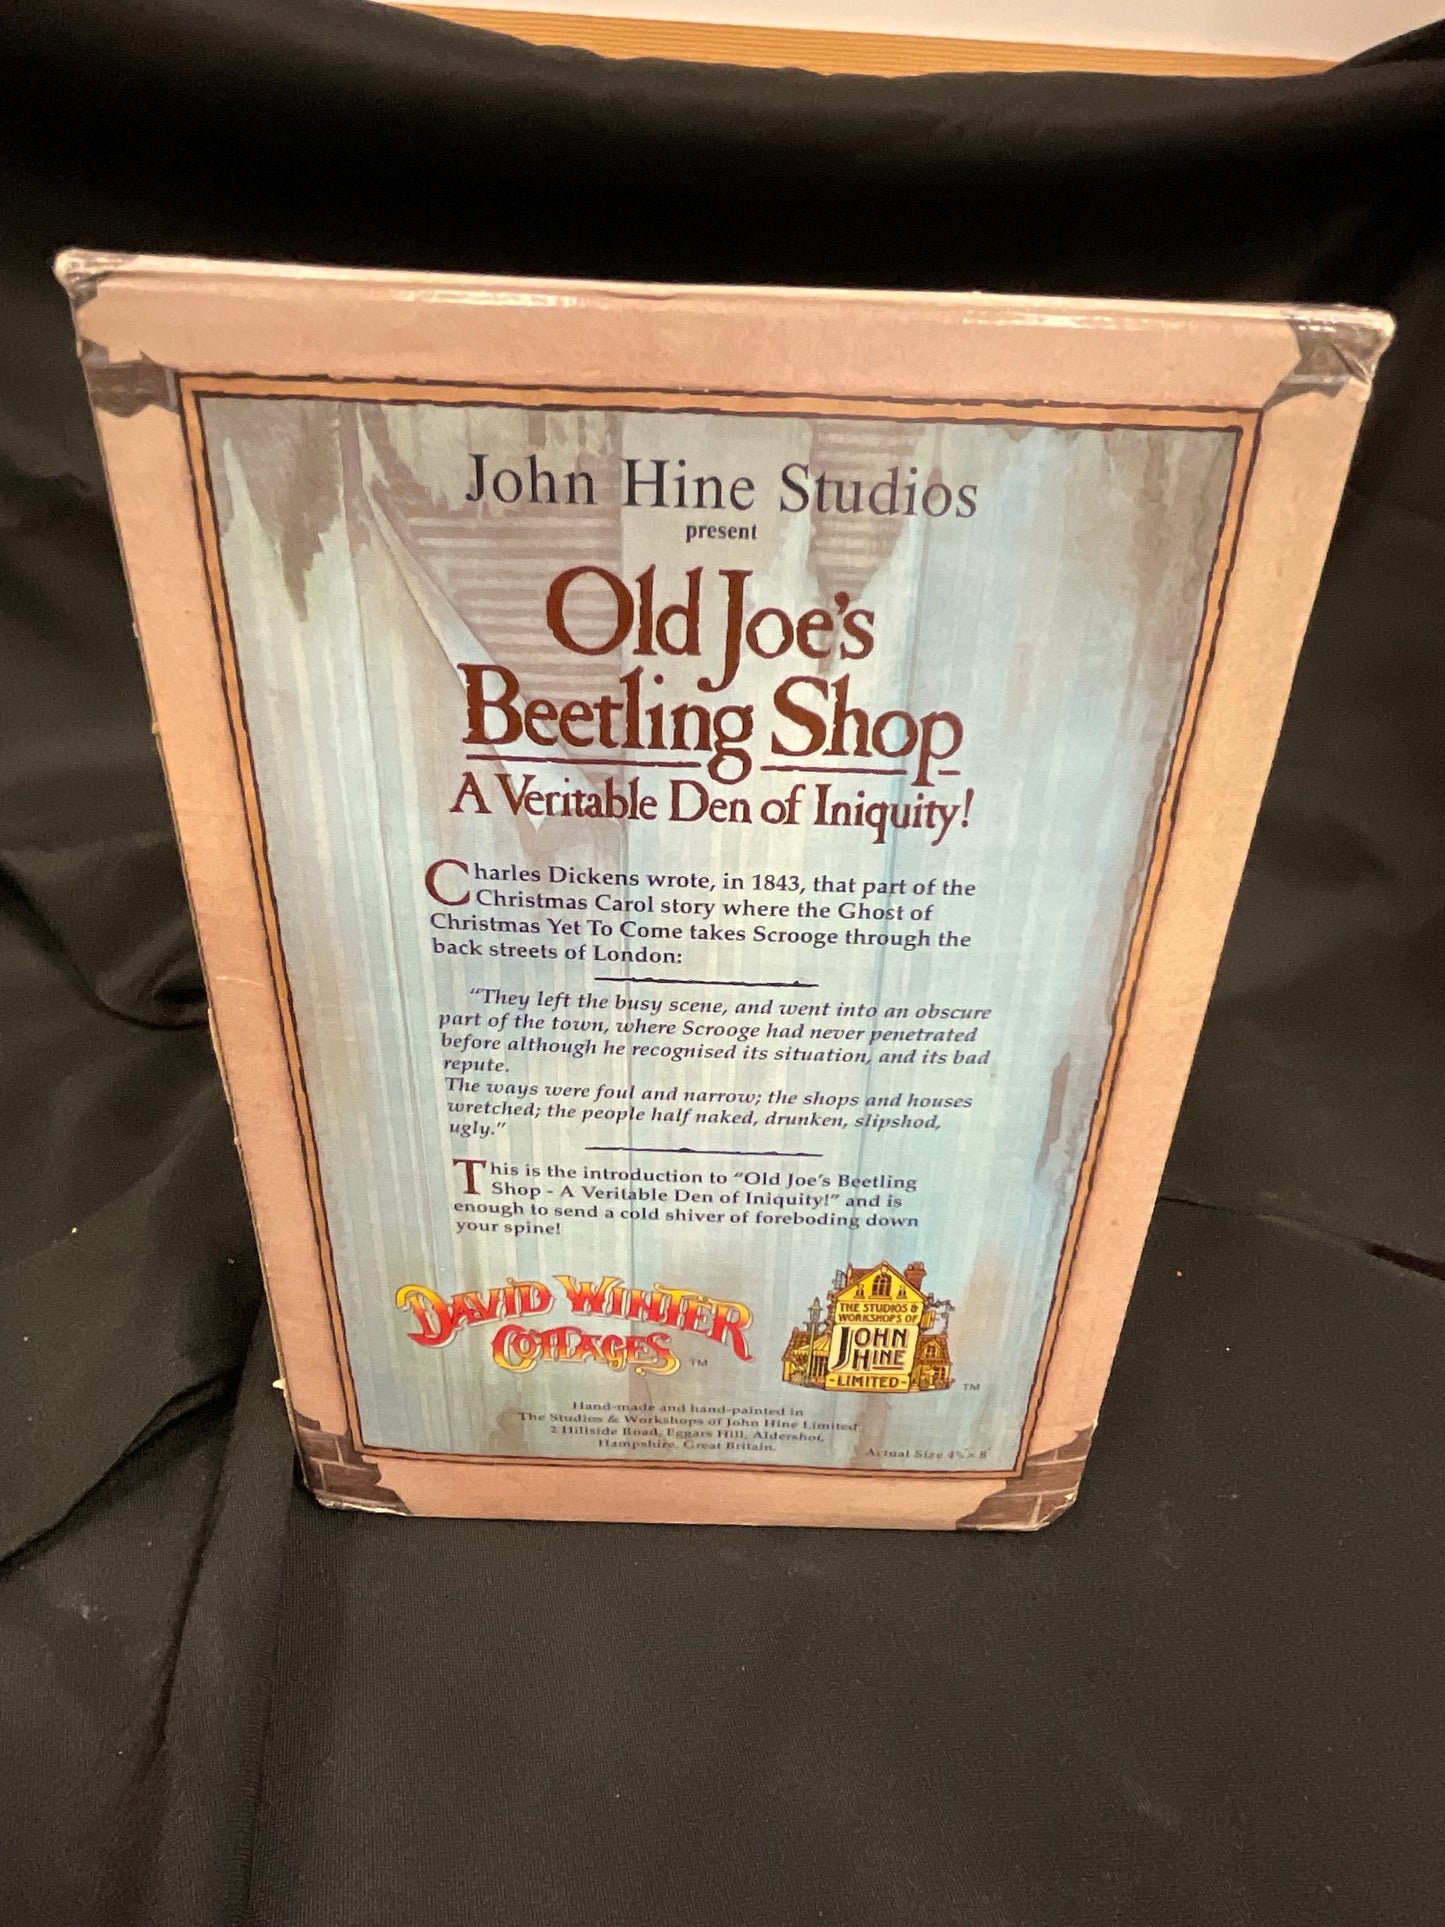 John Hine Studios
present
Old Joe's
Beetling Shop
A Veritable Den of Iniquity!
Charles Dickens wrote, in 1843, that part of the
Christmas Carol story where the Ghost of
Christmas Yet To Come takes Scrooge through the
back streets of London:
"They left the busy scene, and went into an obscure
part of the town, where Scrooge had never penetrated
before although he recognised its situation, and its bad
repute.
The ways were foul and narrow; the shops and houses
wretched; the people half naked, drunken, slipshod,
ugly."
This is the introduction to "Old Joe's Beetling
Shop - A Veritable Den of Iniquity!" and is
enough to send a cold shiver of foreboding down
your spine!
DAVID WINTER
COTTAGES TM
THE STUDIOS &
WORKSHOPS OF
JOHN
HINE
-LIMITED-
TM
Hand-made and hand-painted in
The Studios & Workshops of John Hine Limited
2 Hillside Road, Eggars Hill, Aldershot,
Hampshire, Great Britain.
Actual Size